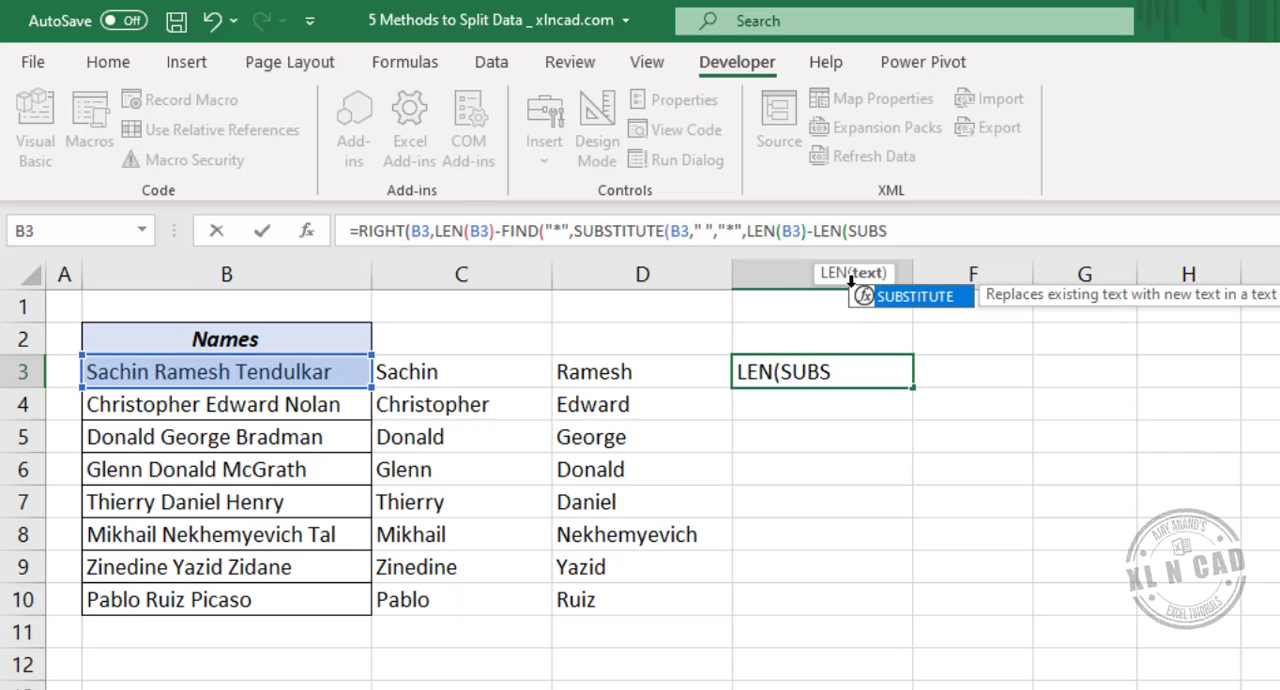 AutoSave Off 5 Methods to Split Data _ xlncad.com Search
File Home Insert Page Layout Formulas Data Review View Developer Help Power Pivot
Visual Basic
Macros
Record Macro
Use Relative References
Macro Security
Code
Add-ins
Excel Add-ins
COM Add-ins
Add-ins
Insert
Design Mode
Properties
View Code
Run Dialog
Controls
Source
Map Properties
Expansion Packs
Refresh Data
Import
Export
XML
B3 fx =RIGHT(B3,LEN(B3)-FIND("*",SUBSTITUTE(B3," ","*",LEN(B3)-LEN(SUBS
A B C D F G H
LEN(text)
fx SUBSTITUTE Replaces existing text with new text in a text
1
2 Names
3 Sachin Ramesh Tendulkar Sachin Ramesh LEN(SUBS
4 Christopher Edward Nolan Christopher Edward
5 Donald George Bradman Donald George
6 Glenn Donald McGrath Glenn Donald
7 Thierry Daniel Henry Thierry Daniel
8 Mikhail Nekhemyevich Tal Mikhail Nekhemyevich
9 Zinedine Yazid Zidane Zinedine Yazid
10 Pablo Ruiz Picaso Pablo Ruiz
11
12
AJAY ANAND'S
XL N CAD
EXCEL TUTORIALS